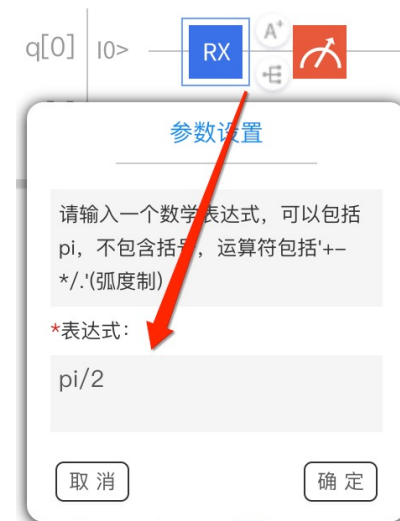 q[0] |0> RX A+
参数设置
请输入一个数学表达式，可以包括
pi，不包含括号，运算符包括'+-
*/.'(弧度制)
*表达式：
pi/2
取 消 确 定